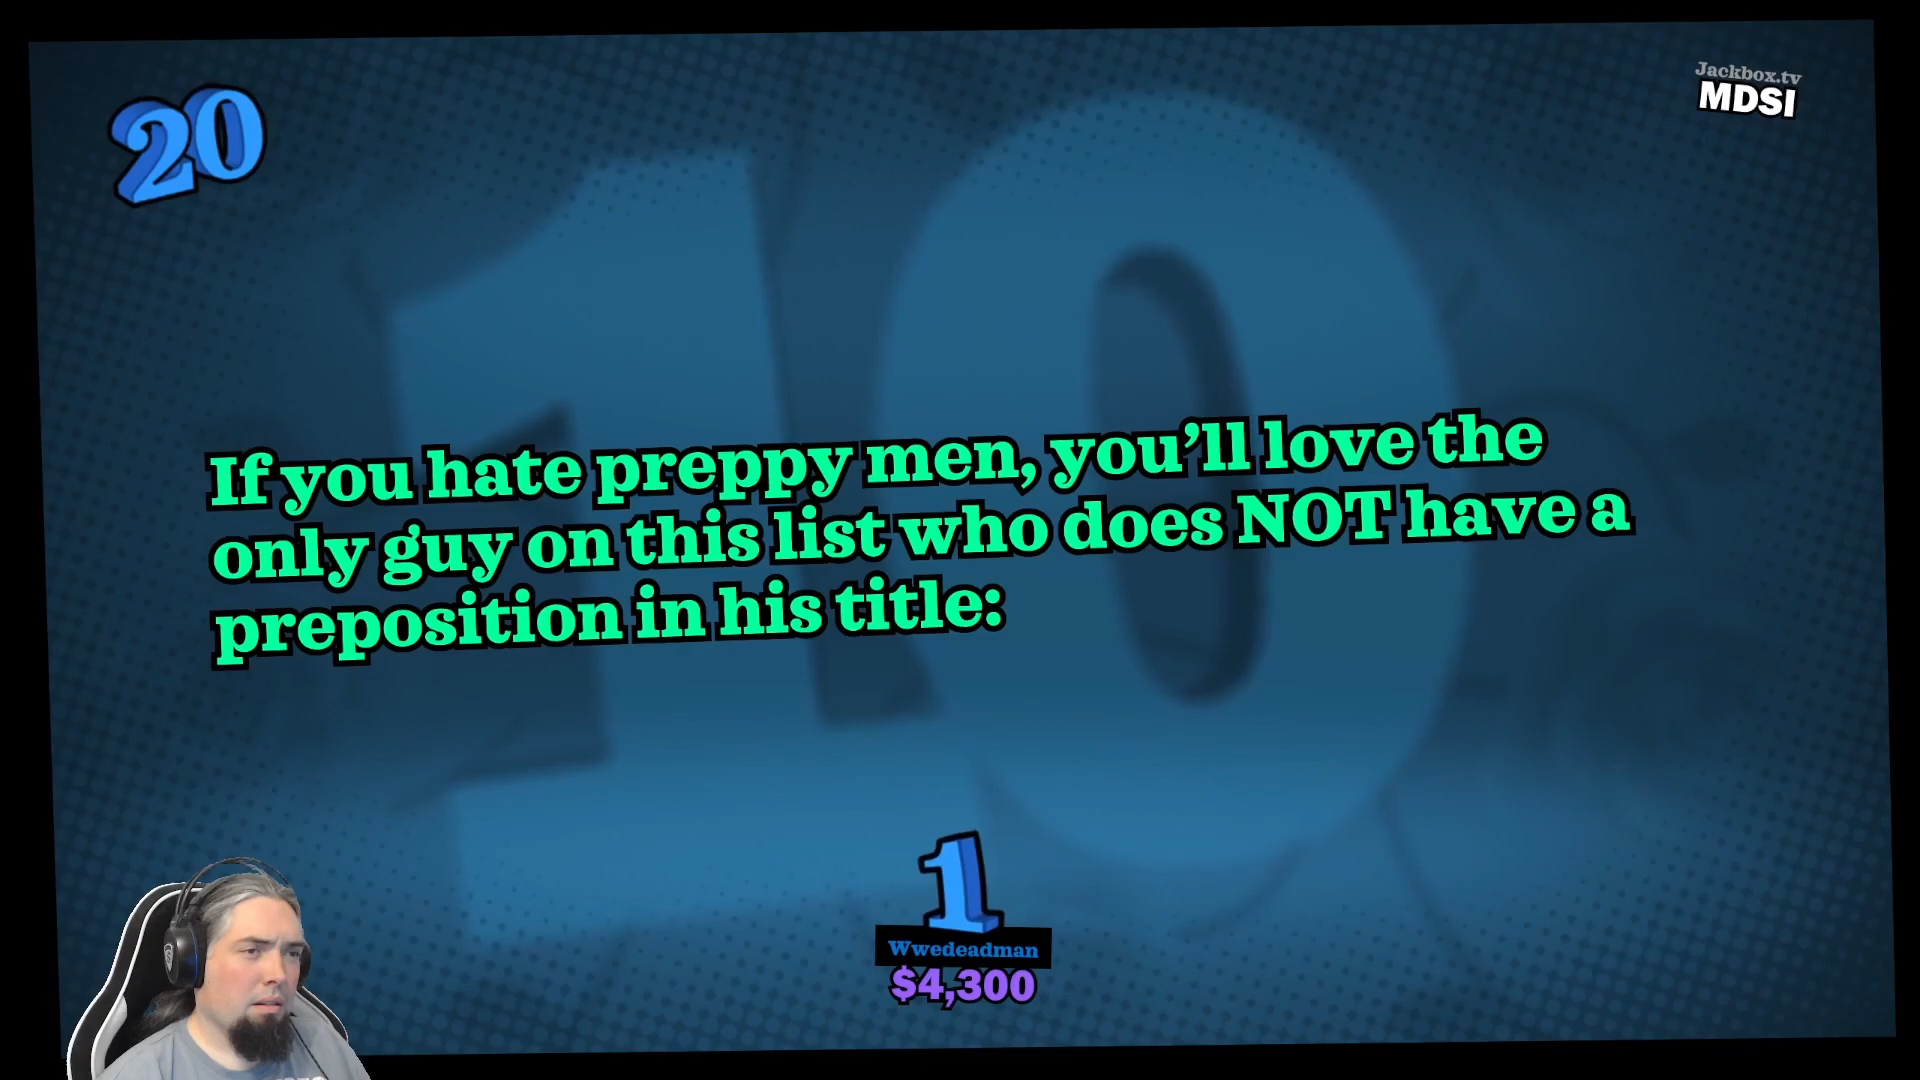 20
Jackbox.tv
MDSI
If you hate preppy men, you'll love the
only guy on this list who does NOT have a
preposition in his title:
10
1
Wwedeadman
$4,300